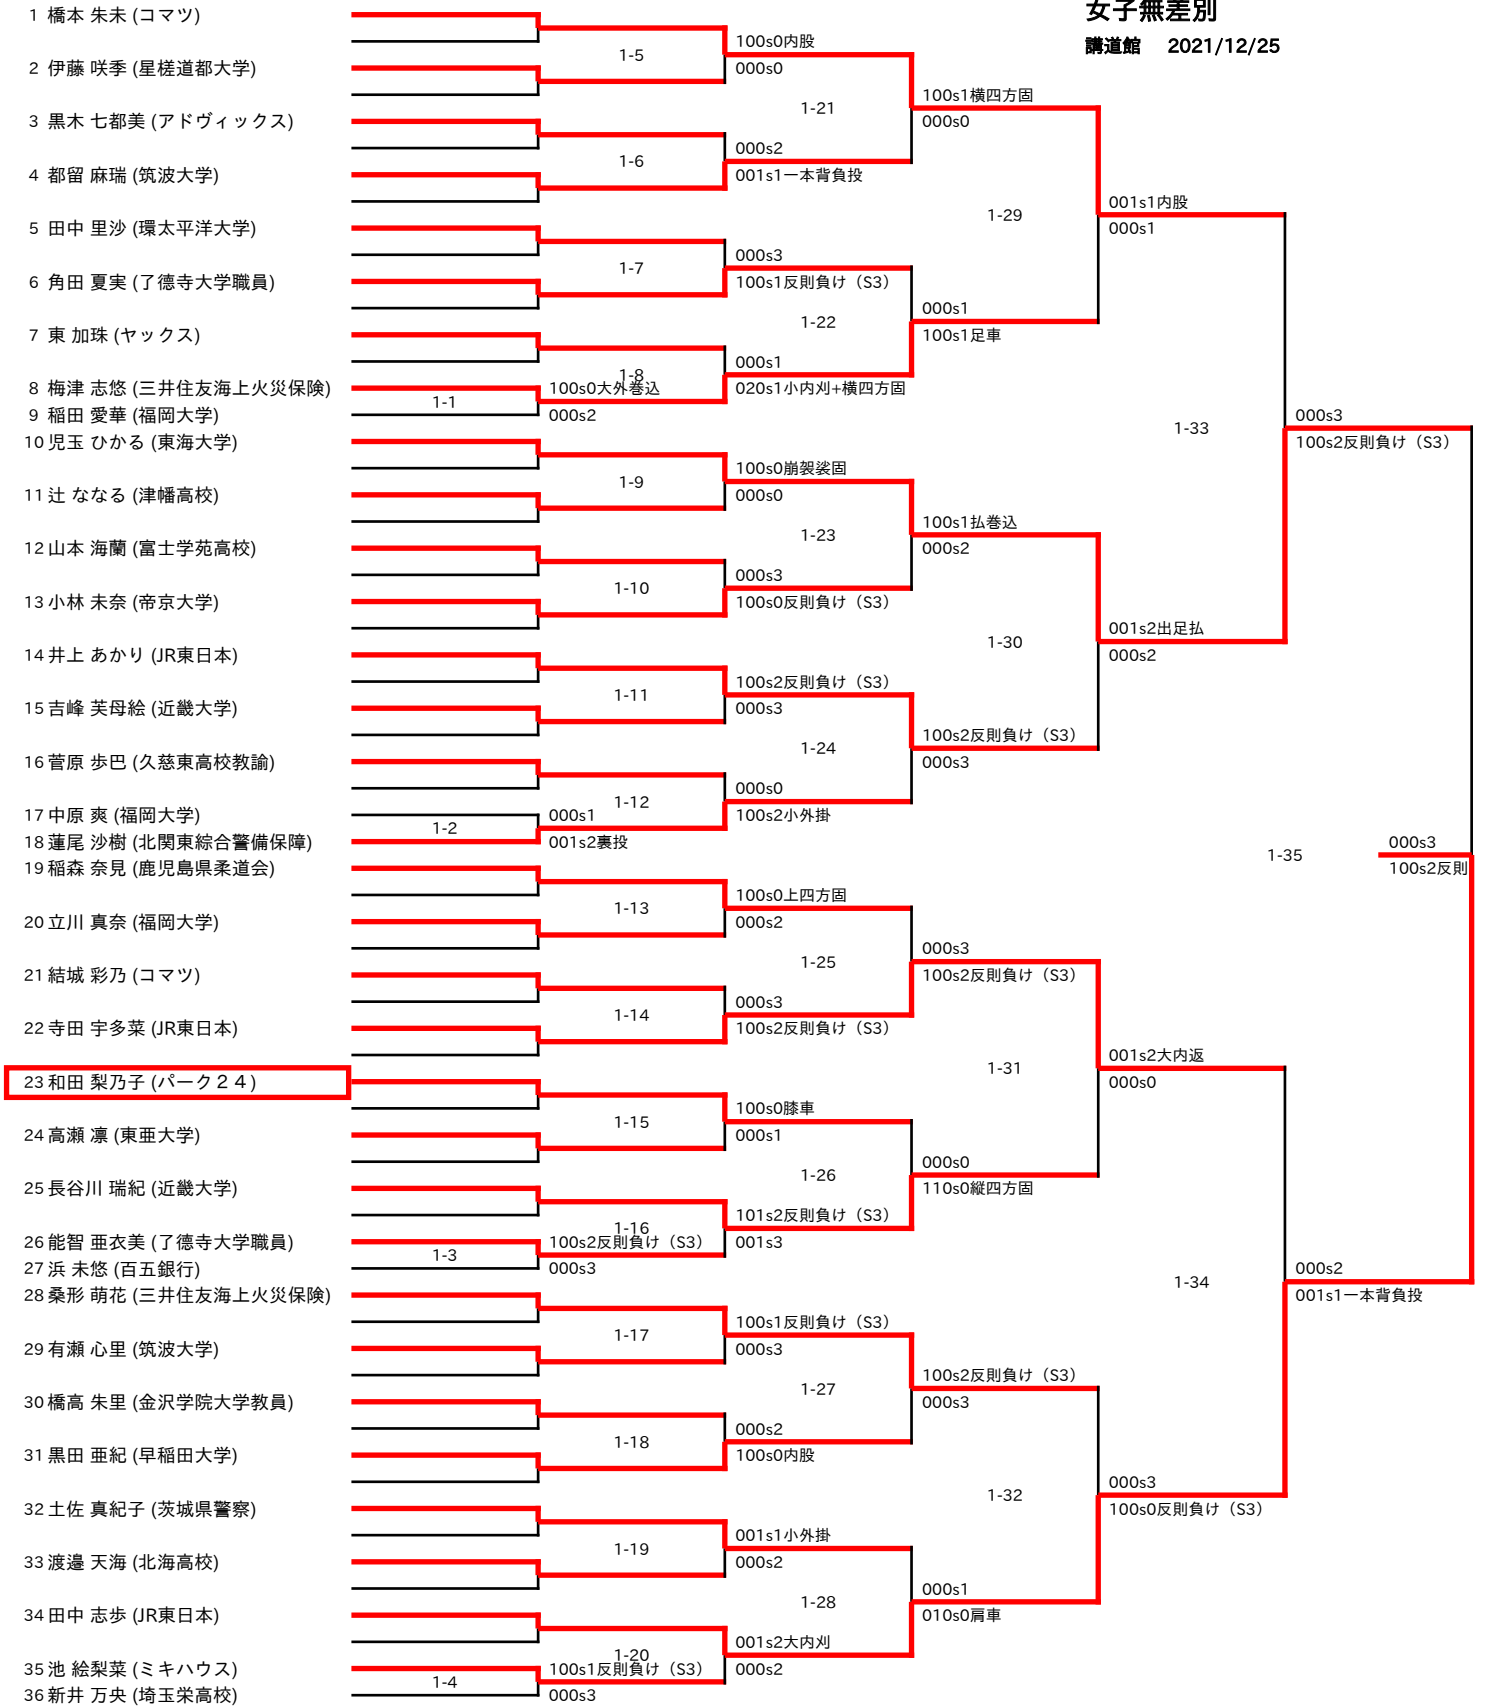 女子無差別
講道館 2021/12/25
1 橋本 朱未 (コマツ)
2 伊藤 咲季 (星槎道都大学)
3 黒木 七都美 (アドヴィックス)
4 都留 麻瑞 (筑波大学)
5 田中 里沙 (環太平洋大学)
6 角田 夏実 (了徳寺大学職員)
7 東 加珠 (ヤックス)
8 梅津 志悠 (三井住友海上火災保険)
9 稲田 愛華 (福岡大学)
10 児玉 ひかる (東海大学)
11 辻 ななる (津幡高校)
12 山本 海蘭 (富士学苑高校)
13 小林 未奈 (帝京大学)
14 井上 あかり (JR東日本)
15 吉峰 芙母絵 (近畿大学)
16 菅原 歩巴 (久慈東高校教諭)
17 中原 爽 (福岡大学)
18 蓮尾 沙樹 (北関東綜合警備保障)
19 稲森 奈見 (鹿児島県柔道会)
20 立川 真奈 (福岡大学)
21 結城 彩乃 (コマツ)
22 寺田 宇多菜 (JR東日本)
23 和田 梨乃子 (パーク２４)
24 高瀬 凛 (東亜大学)
25 長谷川 瑞紀 (近畿大学)
26 能智 亜衣美 (了德寺大学職員)
27 浜 未悠 (百五銀行)
28 桑形 萌花 (三井住友海上火災保険)
29 有瀬 心里 (筑波大学)
30 橋高 朱里 (金沢学院大学教員)
31 黒田 亜紀 (早稲田大学)
32 土佐 真紀子 (茨城県警察)
33 渡邉 天海 (北海高校)
34 田中 志歩 (JR東日本)
35 池 絵梨菜 (ミキハウス)
36 新井 万央 (埼玉栄高校)
1-1
100s0大外巻込
000s2
1-2
000s1
001s2裏投
1-3
100s2反則負け（S3）
000s3
1-4
100s1反則負け（S3）
000s3
1-5
100s0内股
000s0
1-6
000s2
001s1一本背負投
1-7
000s3
100s1反則負け（S3）
1-8
000s1
020s1小内刈+横四方固
1-9
100s0崩袈裟固
000s0
1-10
000s3
100s0反則負け（S3）
1-11
100s2反則負け（S3）
000s3
1-12
000s0
100s2小外掛
1-13
100s0上四方固
000s2
1-14
000s3
100s2反則負け（S3）
1-15
100s0膝車
000s1
1-16
101s2反則負け（S3）
001s3
1-17
100s1反則負け（S3）
000s3
1-18
000s2
100s0内股
1-19
001s1小外掛
000s2
1-20
001s2大内刈
000s2
1-21
100s1横四方固
000s0
1-22
000s1
100s1足車
1-23
100s1払巻込
000s2
1-24
100s2反則負け（S3）
000s3
1-25
000s3
100s2反則負け（S3）
1-26
000s0
110s0縦四方固
1-27
100s2反則負け（S3）
000s3
1-28
000s1
010s0肩車
1-29
001s1内股
000s1
1-30
001s2出足払
000s2
1-31
001s2大内返
000s0
1-32
000s3
100s0反則負け（S3）
1-33
000s3
100s2反則負け（S3）
1-34
000s2
001s1一本背負投
1-35
000s3
100s2反則